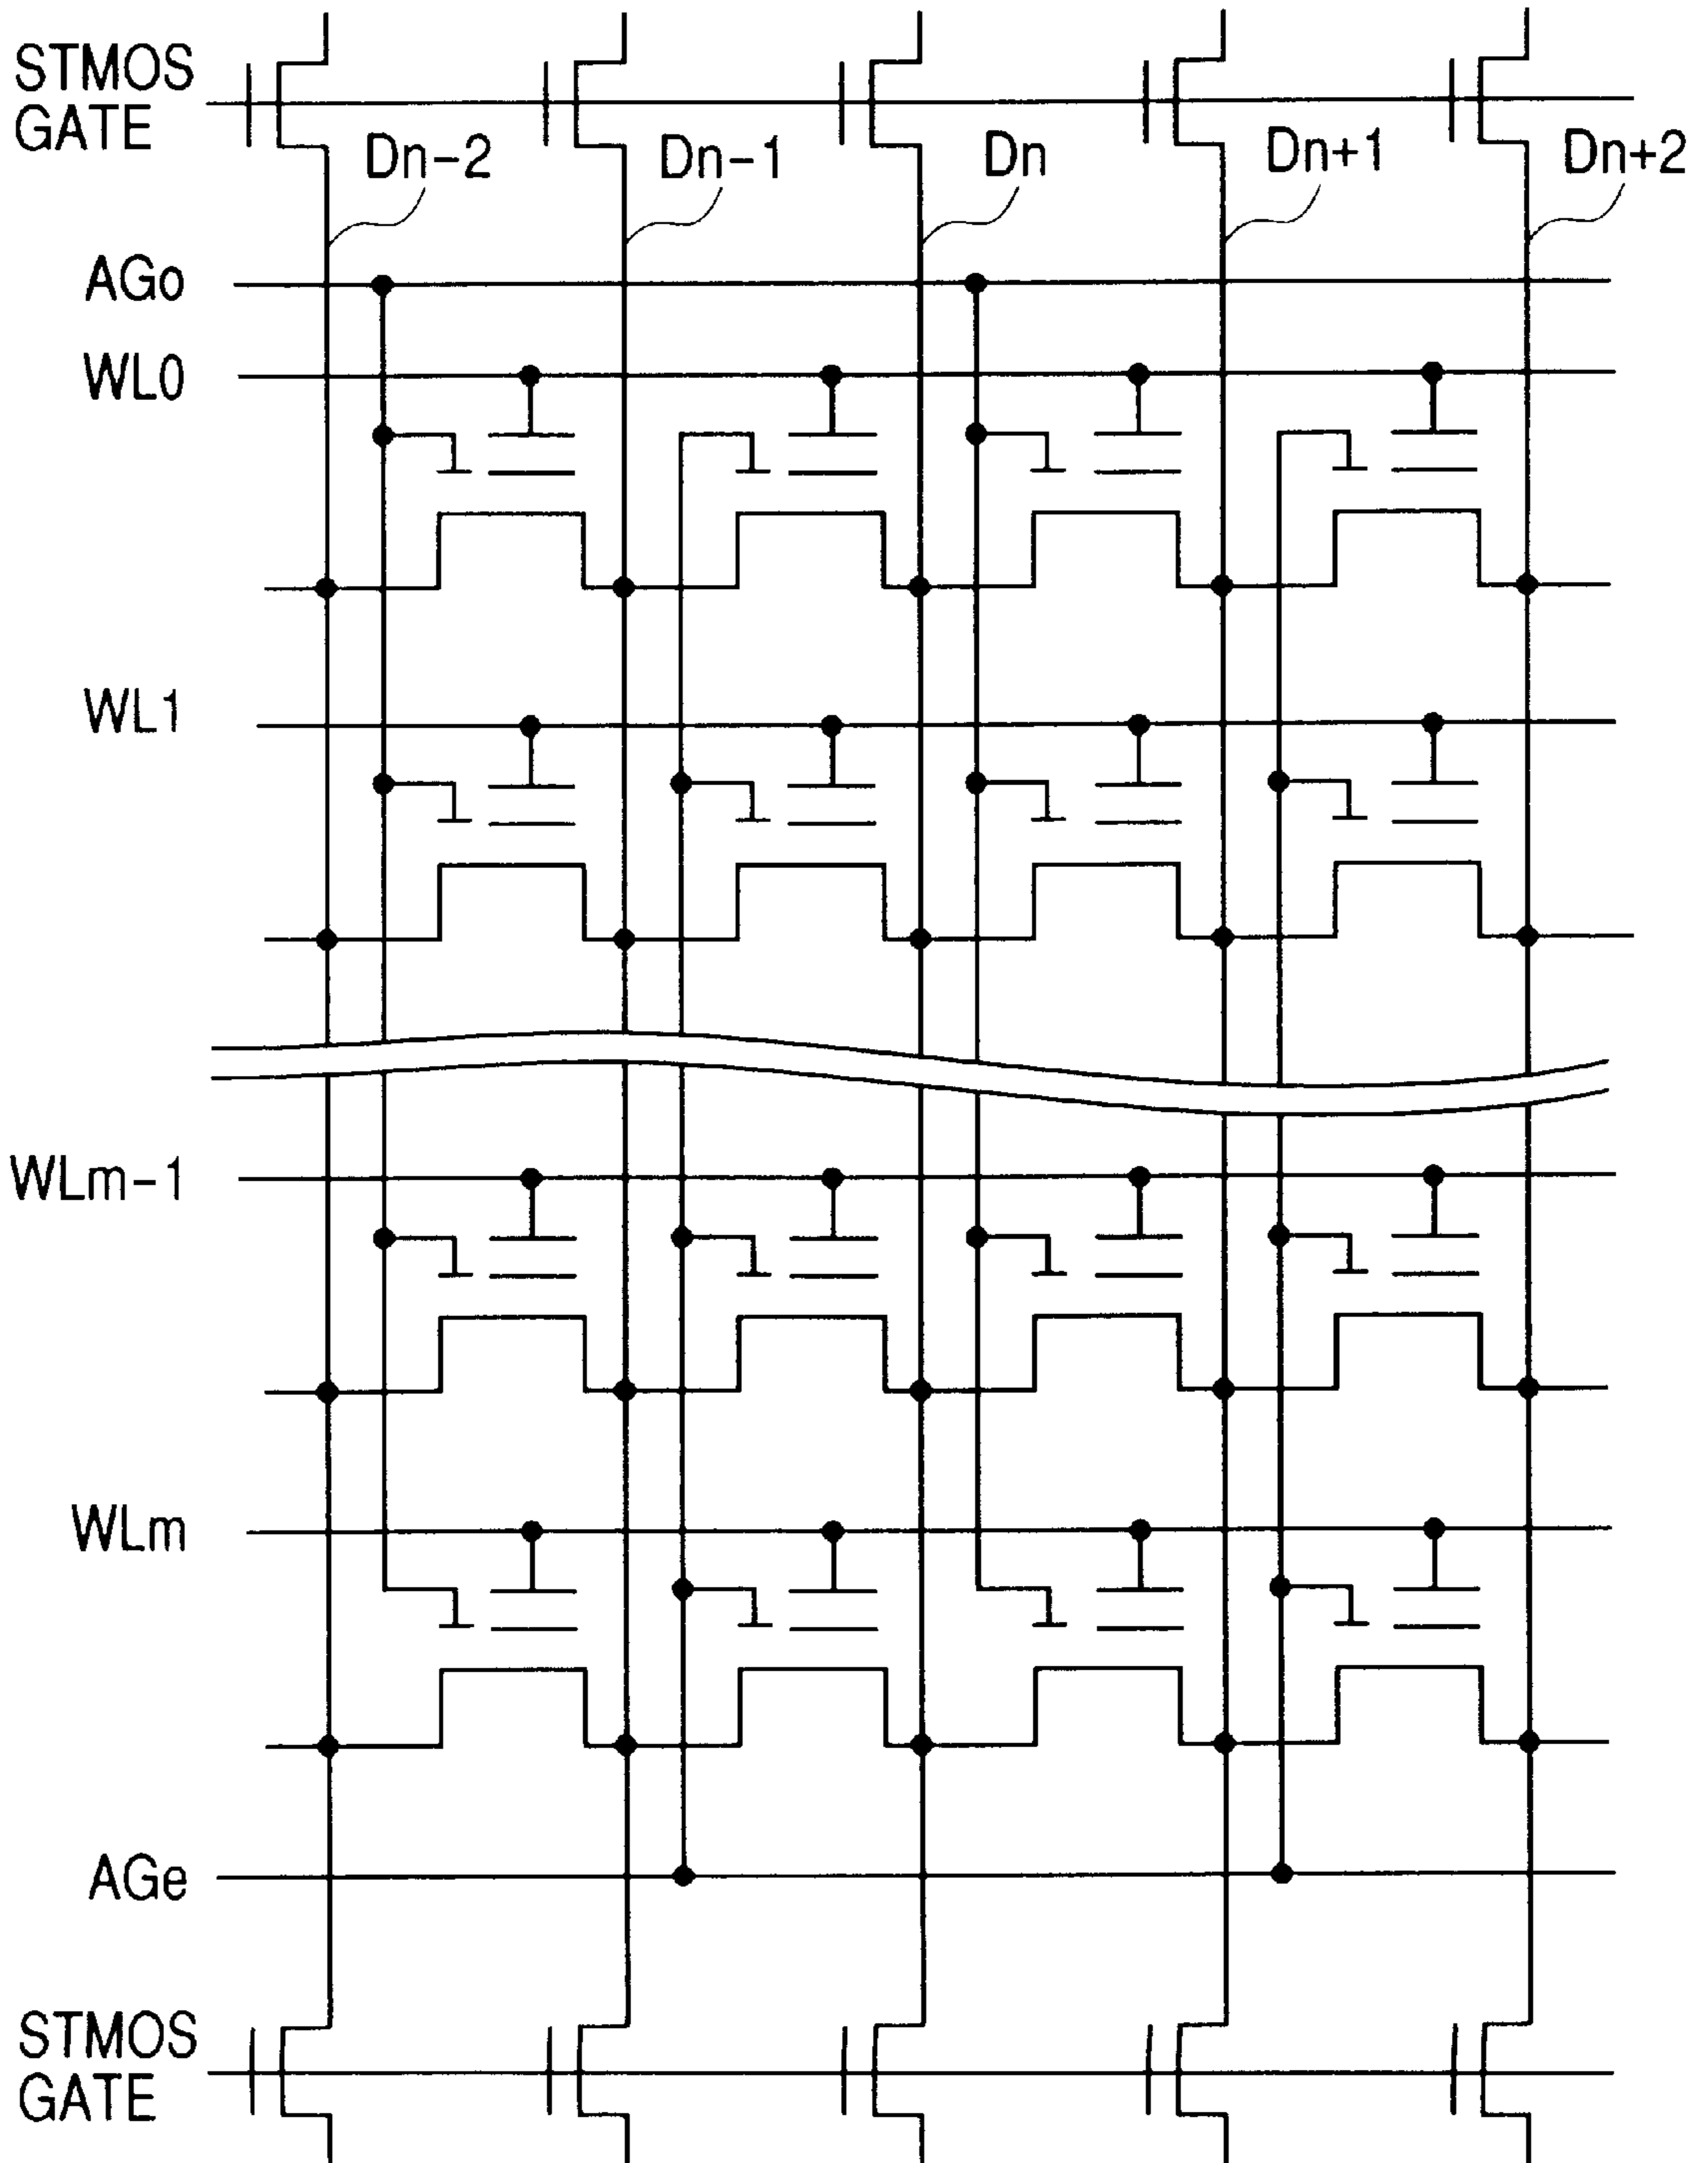 STMOS
GATE
Dn-2
Dn-1
Dn
Dn+1
Dn+2
AGo
WL0
WL1
WLm-1
WLm
AGe
STMOS
GATE